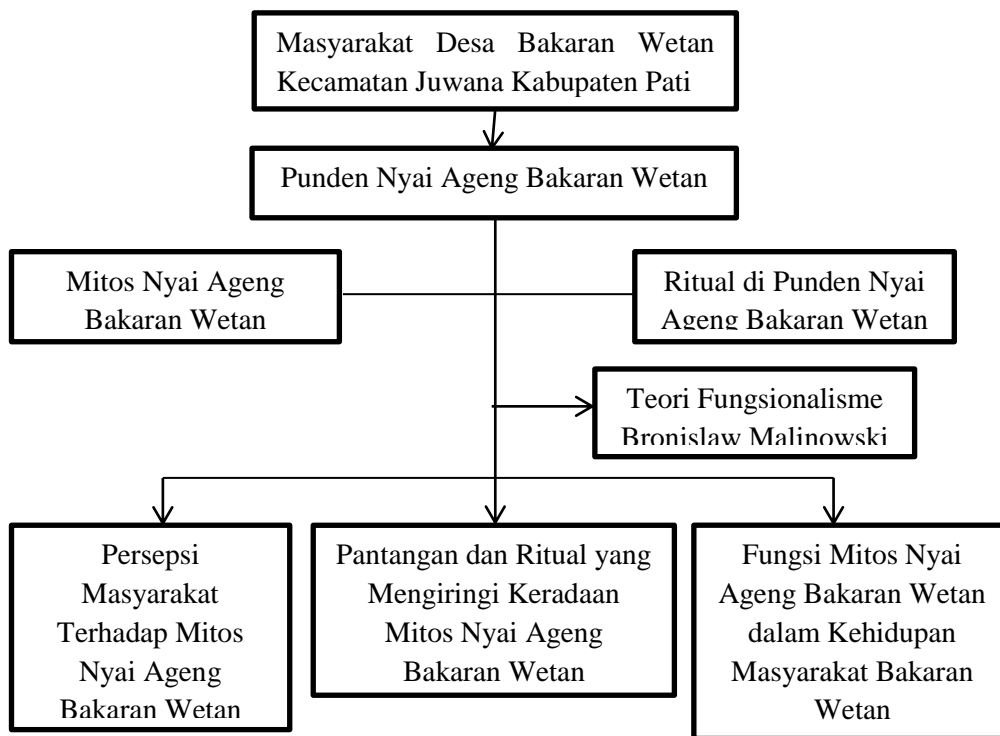 Masyarakat Desa Bakaran Wetan
Kecamatan Juwana Kabupaten Pati
Punden Nyai Ageng Bakaran Wetan
Mitos Nyai Ageng
Bakaran Wetan
Ritual di Punden Nyai
Ageng Bakaran Wetan
Teori Fungsionalisme
Bronislaw Malinowski
Persepsi
Masyarakat
Terhadap Mitos
Nyai Ageng
Bakaran Wetan
Pantangan dan Ritual yang
Mengiringi Keradaan
Mitos Nyai Ageng
Bakaran Wetan
Fungsi Mitos Nyai
Ageng Bakaran Wetan
dalam Kehidupan
Masyarakat Bakaran
Wetan